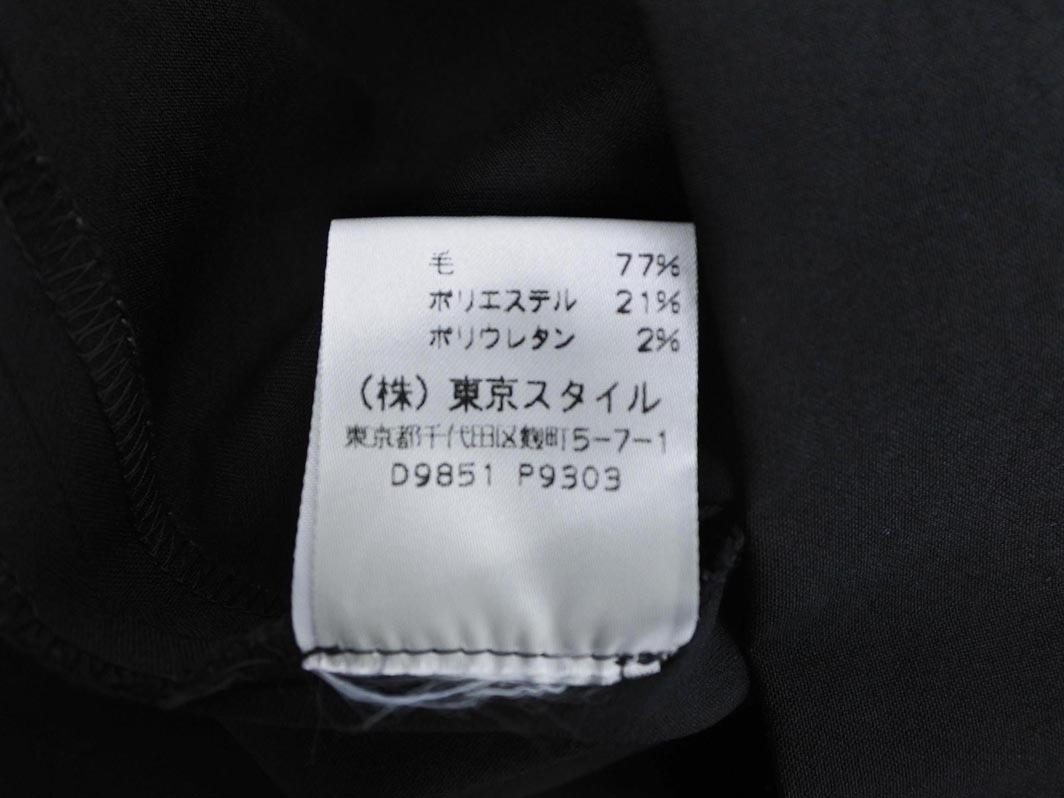 毛 77%
ポリエステル 21%
ポリウレタン 2%
(株)東京スタイル
東京都千代田区麹町5-7-1
D9851 P9303